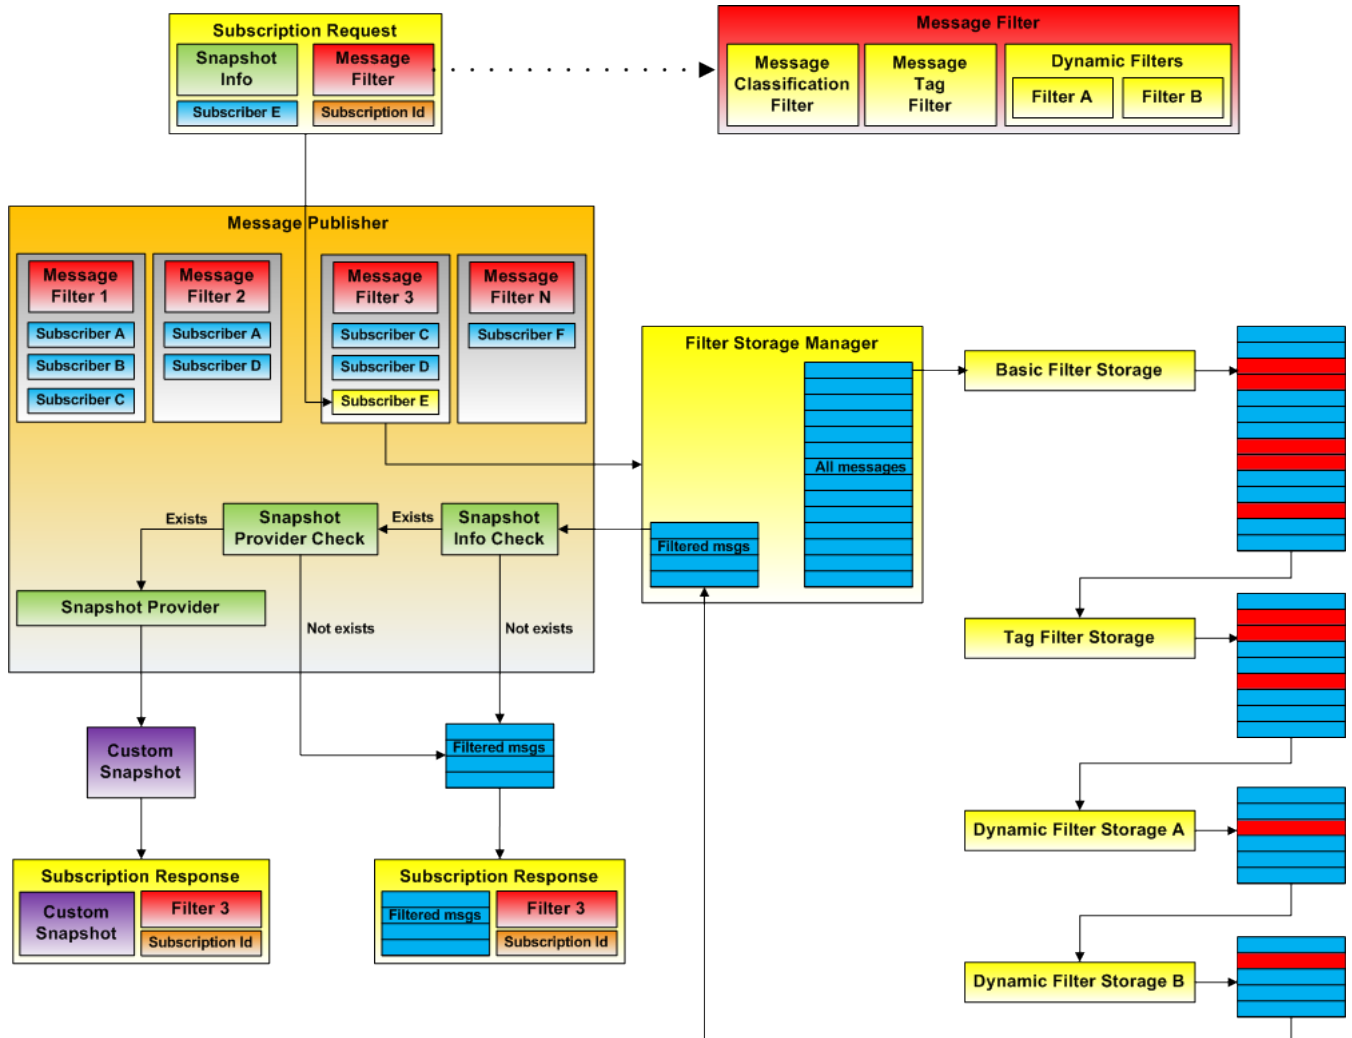 Subscription Request
Snapshot
Info
Message
Filter
Subscriber E
Subscription Id
Message Filter
Message
Classification
Filter
Message
Tag
Filter
Dynamic Filters
Filter A
Filter B
Message Publisher
Message
Filter 1
Subscriber A
Subscriber B
Subscriber C
Message
Filter 2
Subscriber A
Subscriber D
Message
Filter 3
Subscriber C
Subscriber D
Subscriber E
Message
Filter N
Subscriber F
Filter Storage Manager
All messages
Filtered msgs
Basic Filter Storage
Exists
Snapshot
Provider Check
Exists
Snapshot
Info Check
Snapshot Provider
Not exists
Not exists
Tag Filter Storage
Custom
Snapshot
Filtered msgs
Dynamic Filter Storage A
Subscription Response
Custom
Snapshot
Filter 3
Subscription Id
Subscription Response
Filtered msgs
Filter 3
Subscription Id
Dynamic Filter Storage B